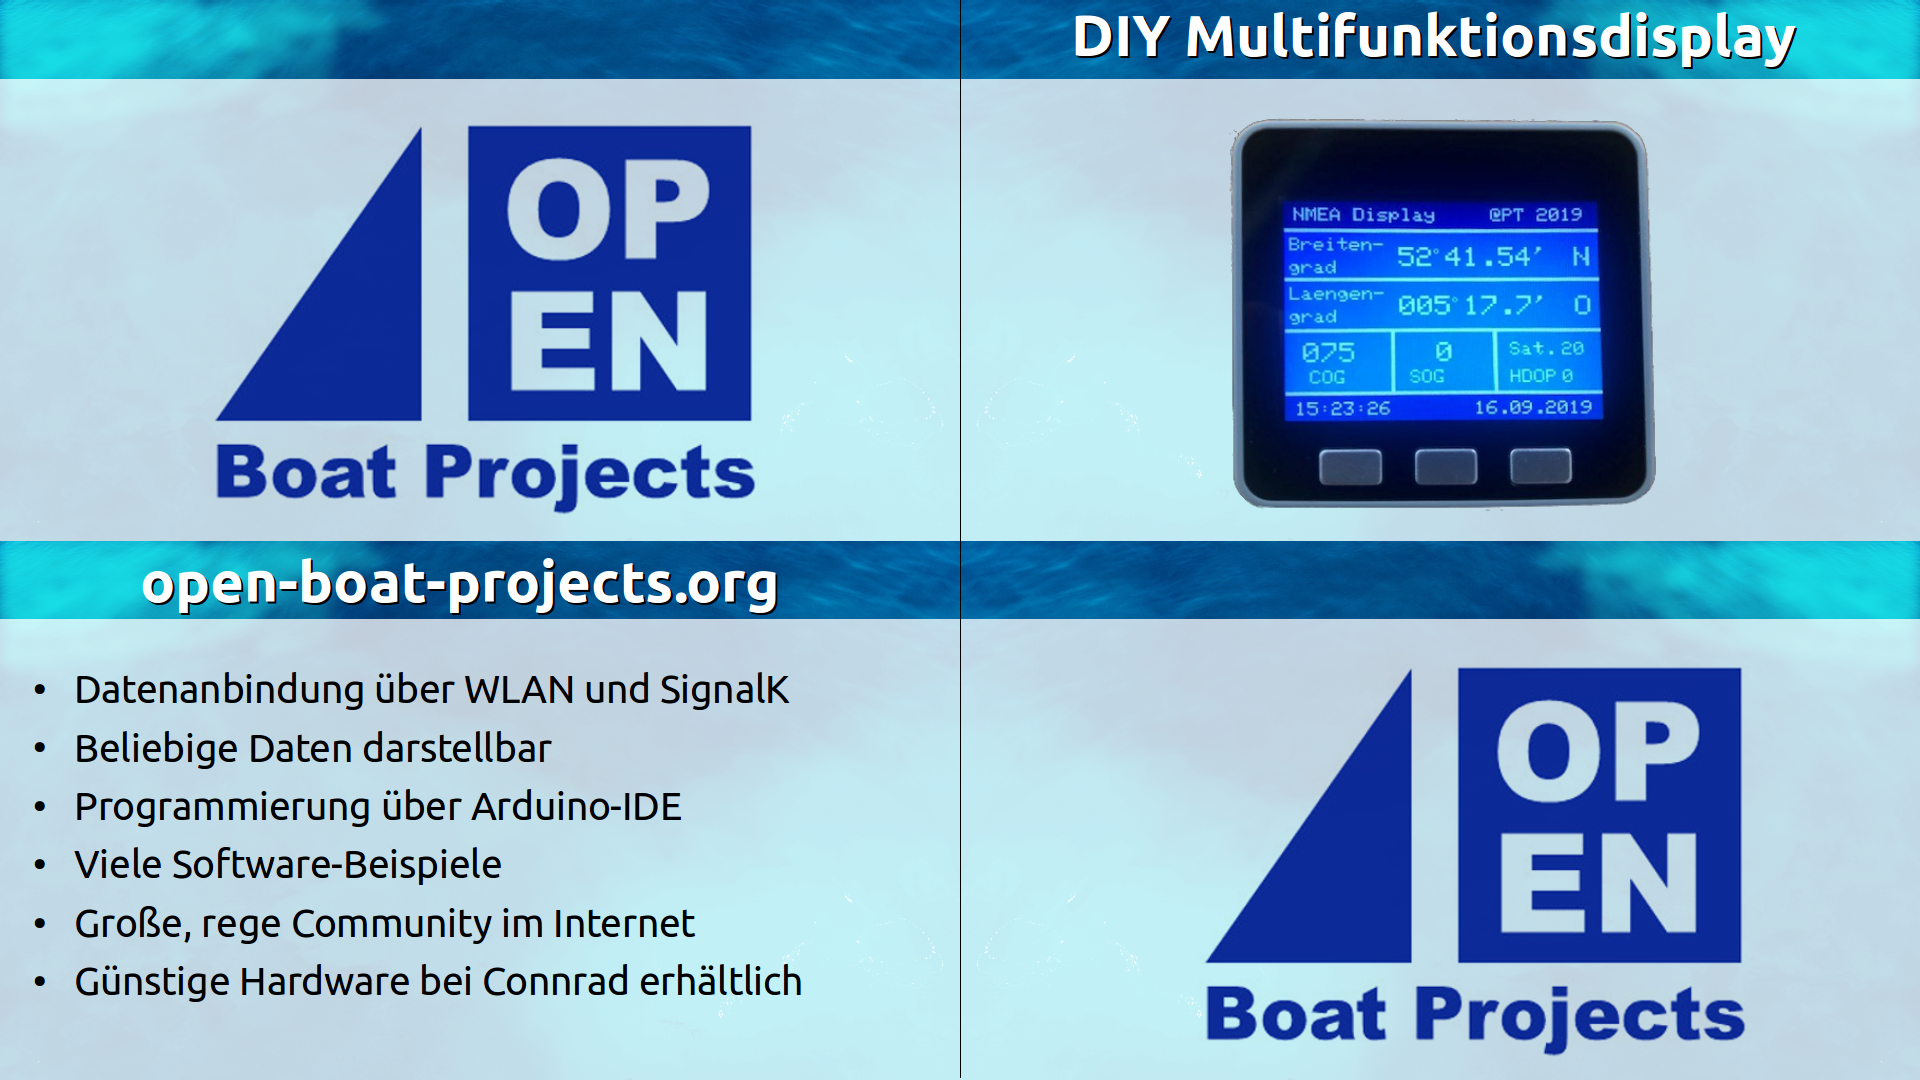 OP
EN
Boat Projects
DIY Multifunktionsdisplay
NMEA Display @PT 2019
Breiten-
grad 52°41.54' N
Laengen-
grad 005°17.7' O
075 0 Sat.20
COG SOG HDOP 0
15:23:26 16.09.2019
open-boat-projects.org
• Datenanbindung über WLAN und SignalK
• Beliebige Daten darstellbar
• Programmierung über Arduino-IDE
• Viele Software-Beispiele
• Große, rege Community im Internet
• Günstige Hardware bei Connrad erhältlich
OP
EN
Boat Projects